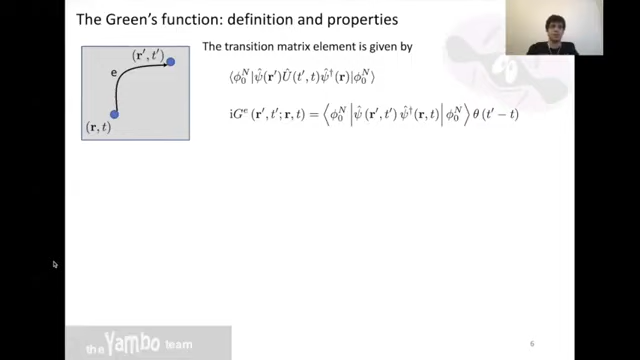 The Green's function: definition and properties
The transition matrix element is given by
(r′, t′)
e
(r, t)
⟨ϕ₀ᴺ|ψ̂(r′)Û(t′, t)ψ̂†(r)|ϕ₀ᴺ⟩
iGᵉ (r′, t′; r, t) = ⟨ϕ₀ᴺ |ψ̂ (r′, t′) ψ̂† (r, t)| ϕ₀ᴺ⟩ θ (t′ − t)
the Yambo team
6